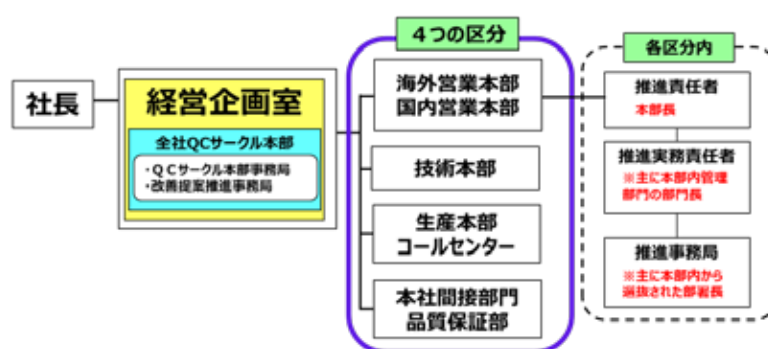 社長
経営企画室
全社QCサークル本部
・QCサークル本部事務局
・改善提案推進事務局
4つの区分
海外営業本部
国内営業本部
技術本部
生産本部
コールセンター
本社間接部門
品質保証部
各区分内
推進責任者
本部長
推進実務責任者
※主に本部内管理
部門の部門長
推進事務局
※主に本部内から
選抜された部署長